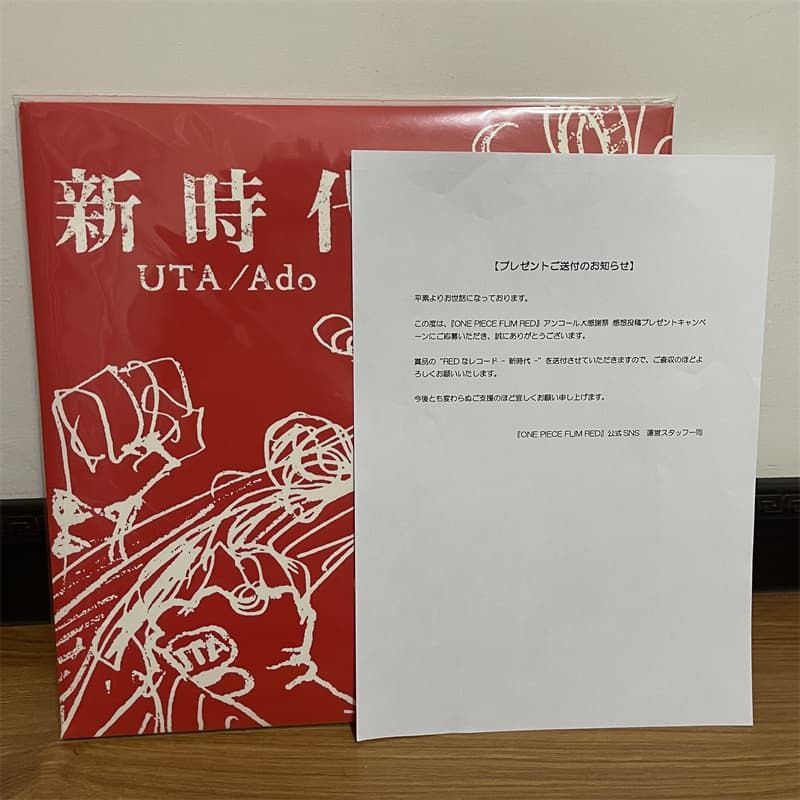 新時代
UTA/Ado
UTA
【プレゼントご送付のお知らせ】
平素よりお世話になっております。
この度は、『ONE PIECE FLIM RED』アンコール大感謝祭 感想投稿プレゼントキャンペ
ーンにご応募いただき、誠にありがとうございます。
賞品の“REDなレコード - 新時代 -”を送付させていただきますので、ご査収のほどよ
ろしくお願いいたします。
今後とも変わらぬご支援のほど宜しくお願い申し上げます。
『ONE PIECE FLIM RED』公式SNS　運営スタッフ一同